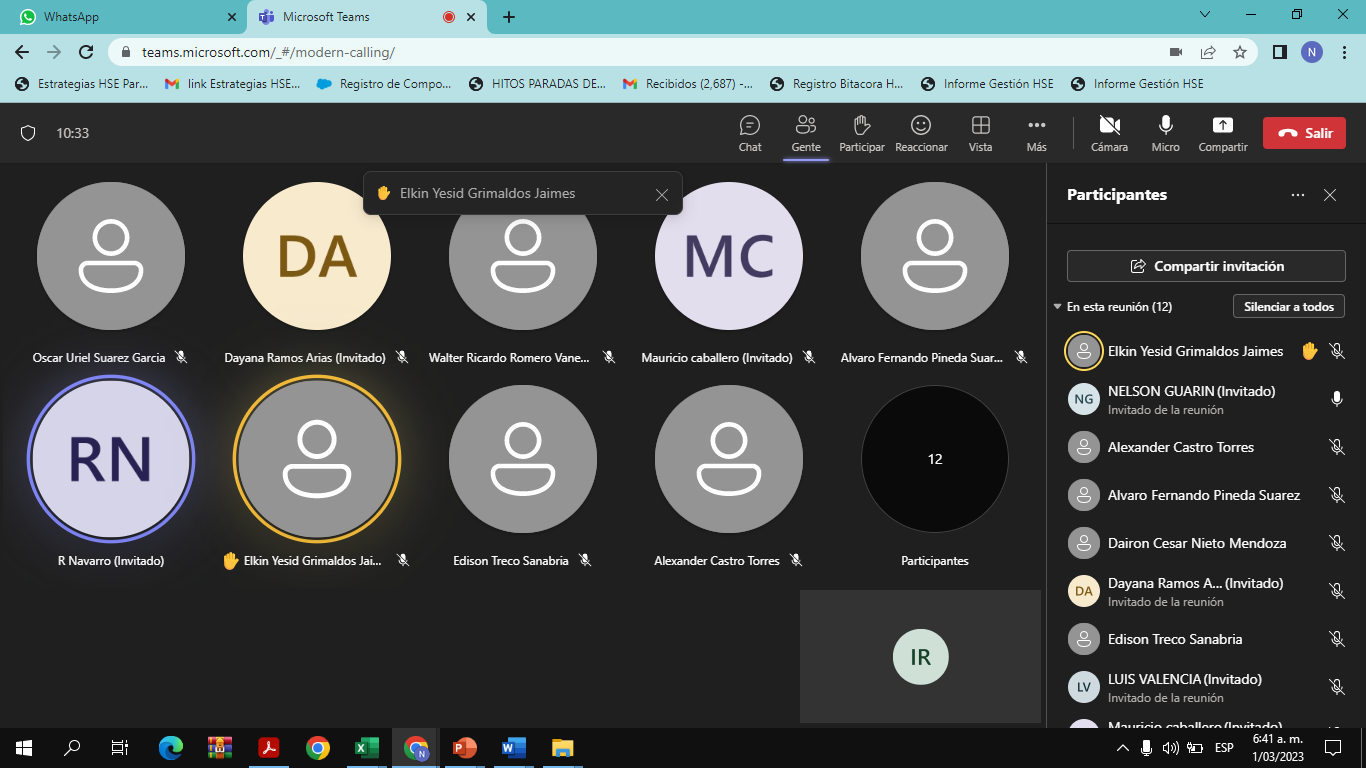 WhatsApp
Microsoft Teams
teams.microsoft.com/_#/modern-calling/
N
Estrategias HSE Par...
link Estrategias HSE...
Registro de Compo...
HITOS PARADAS DE...
Recibidos (2,687) -...
Registro Bitacora H...
Informe Gestión HSE
Informe Gestión HSE
10:33
Chat
Gente
Participar
Reaccionar
Vista
Más
Cámara
Micro
Compartir
Salir
Elkin Yesid Grimaldos Jaimes
DA
MC
Oscar Uriel Suarez Garcia
Dayana Ramos Arias (Invitado)
Walter Ricardo Romero Vane...
Mauricio caballero (Invitado)
Alvaro Fernando Pineda Suar...
RN
12
R Navarro (Invitado)
Elkin Yesid Grimaldos Jai...
Edison Treco Sanabria
Alexander Castro Torres
Participantes
IR
Participantes
Compartir invitación
En esta reunión (12)
Silenciar a todos
Elkin Yesid Grimaldos Jaimes
NG
NELSON GUARIN (Invitado)
Invitado de la reunión
Alexander Castro Torres
Alvaro Fernando Pineda Suarez
Dairon Cesar Nieto Mendoza
DA
Dayana Ramos A... (Invitado)
Invitado de la reunión
Edison Treco Sanabria
LV
LUIS VALENCIA (Invitado)
Invitado de la reunión
Mauricio caballero (Invitado)
N
ESP
6:41 a. m.
1/03/2023